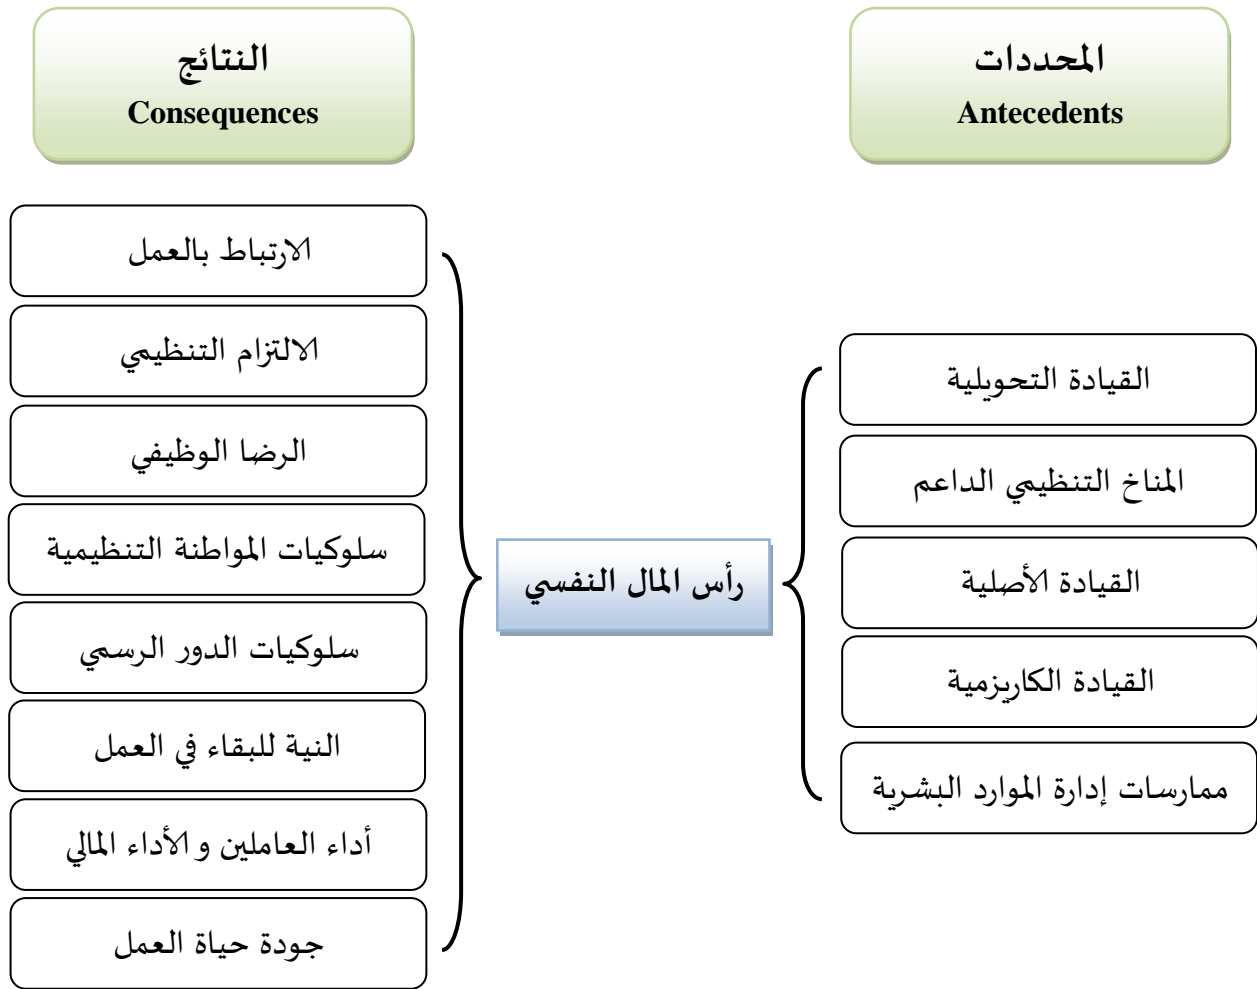 المحددات
Antecedents
القيادة التحويلية
المناخ التنظيمي الداعم
القيادة الأصلية
القيادة الكاريزمية
ممارسات إدارة الموارد البشرية
رأس المال النفسي
النتائج
Consequences
الارتباط بالعمل
الالتزام التنظيمي
الرضا الوظيفي
سلوكيات المواطنة التنظيمية
سلوكيات الدور الرسمي
النية للبقاء في العمل
أداء العاملين و الأداء المالي
جودة حياة العمل